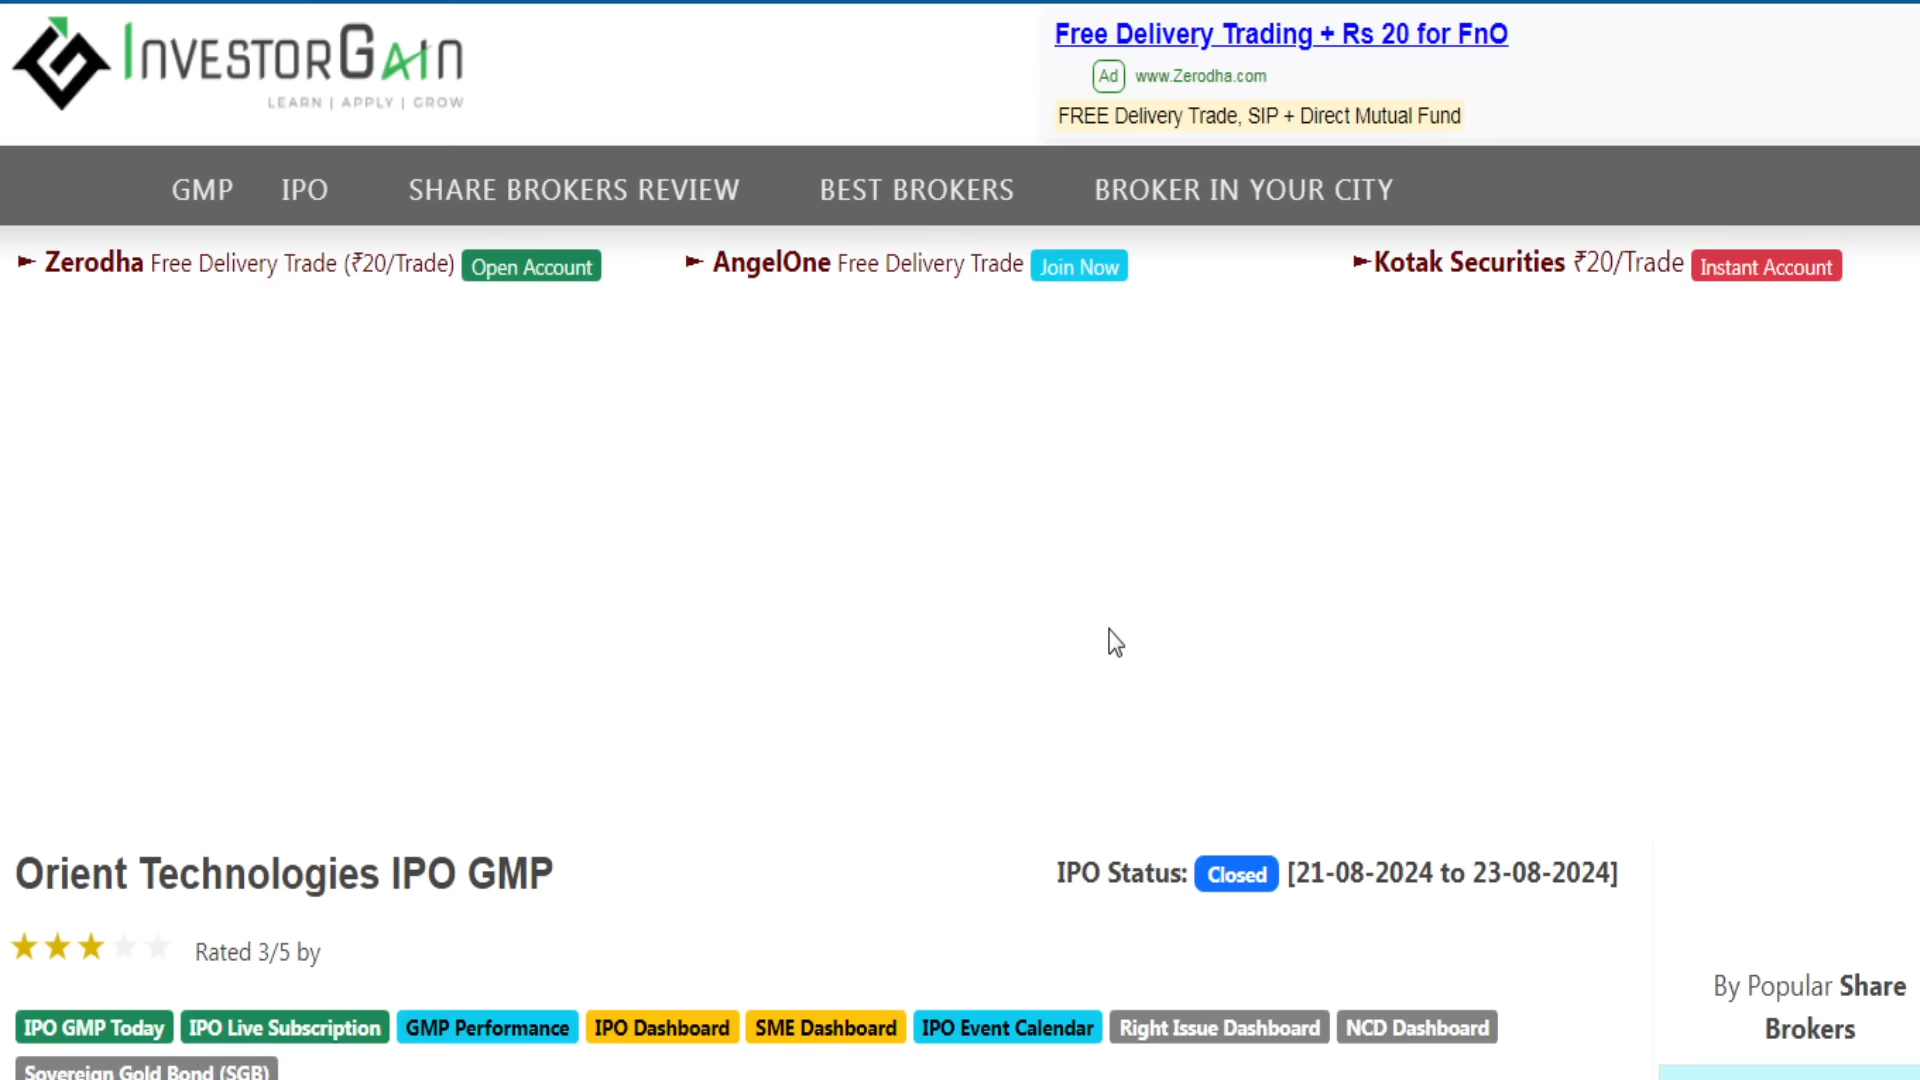 INVESTORGAIN
LEARN | APPLY | GROW
Free Delivery Trading + Rs 20 for FnO
Ad www.Zerodha.com
FREE Delivery Trade, SIP + Direct Mutual Fund
GMP IPO SHARE BROKERS REVIEW BEST BROKERS BROKER IN YOUR CITY
Zerodha Free Delivery Trade (₹20/Trade) Open Account
AngelOne Free Delivery Trade Join Now
Kotak Securities ₹20/Trade Instant Account
Orient Technologies IPO GMP
IPO Status: Closed [21-08-2024 to 23-08-2024]
Rated 3/5 by
IPO GMP Today IPO Live Subscription GMP Performance IPO Dashboard SME Dashboard IPO Event Calendar Right Issue Dashboard NCD Dashboard
Sovereign Gold Bond (SGB)
By Popular Share
Brokers